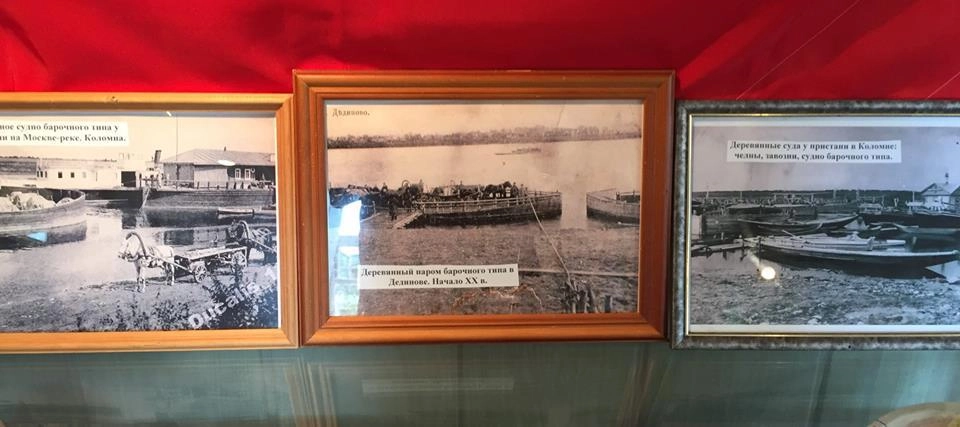 ное судно барочного типа у
и на Москве-реке. Коломна.
Дѣдиново.
Деревянный паром барочного типа в
Дединове. Начало XX в.
Деревянные суда у пристани в Коломне:
челны, завозни, судно барочного типа.